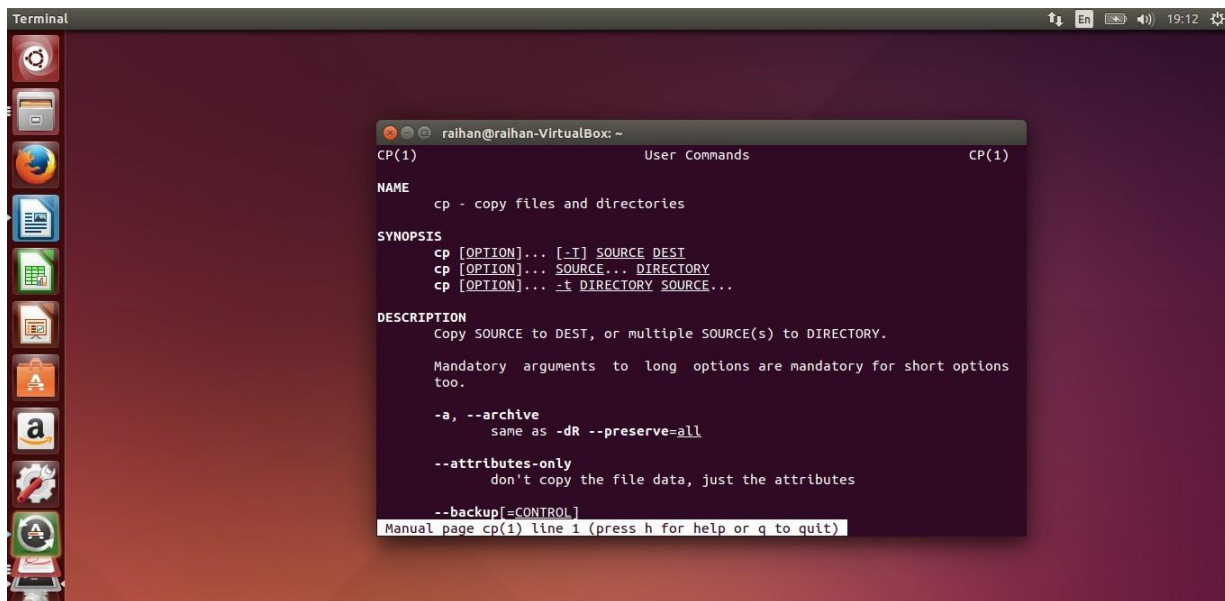 Terminal
En
19:12
raihan@raihan-VirtualBox: ~
CP(1) User Commands CP(1)
NAME
cp - copy files and directories
SYNOPSIS
cp [OPTION]... [-T] SOURCE DEST
cp [OPTION]... SOURCE... DIRECTORY
cp [OPTION]... -t DIRECTORY SOURCE...
DESCRIPTION
Copy SOURCE to DEST, or multiple SOURCE(s) to DIRECTORY.
Mandatory arguments to long options are mandatory for short options
too.
-a, --archive
same as -dR --preserve=all
--attributes-only
don't copy the file data, just the attributes
--backup[=CONTROL]
Manual page cp(1) line 1 (press h for help or q to quit)
a